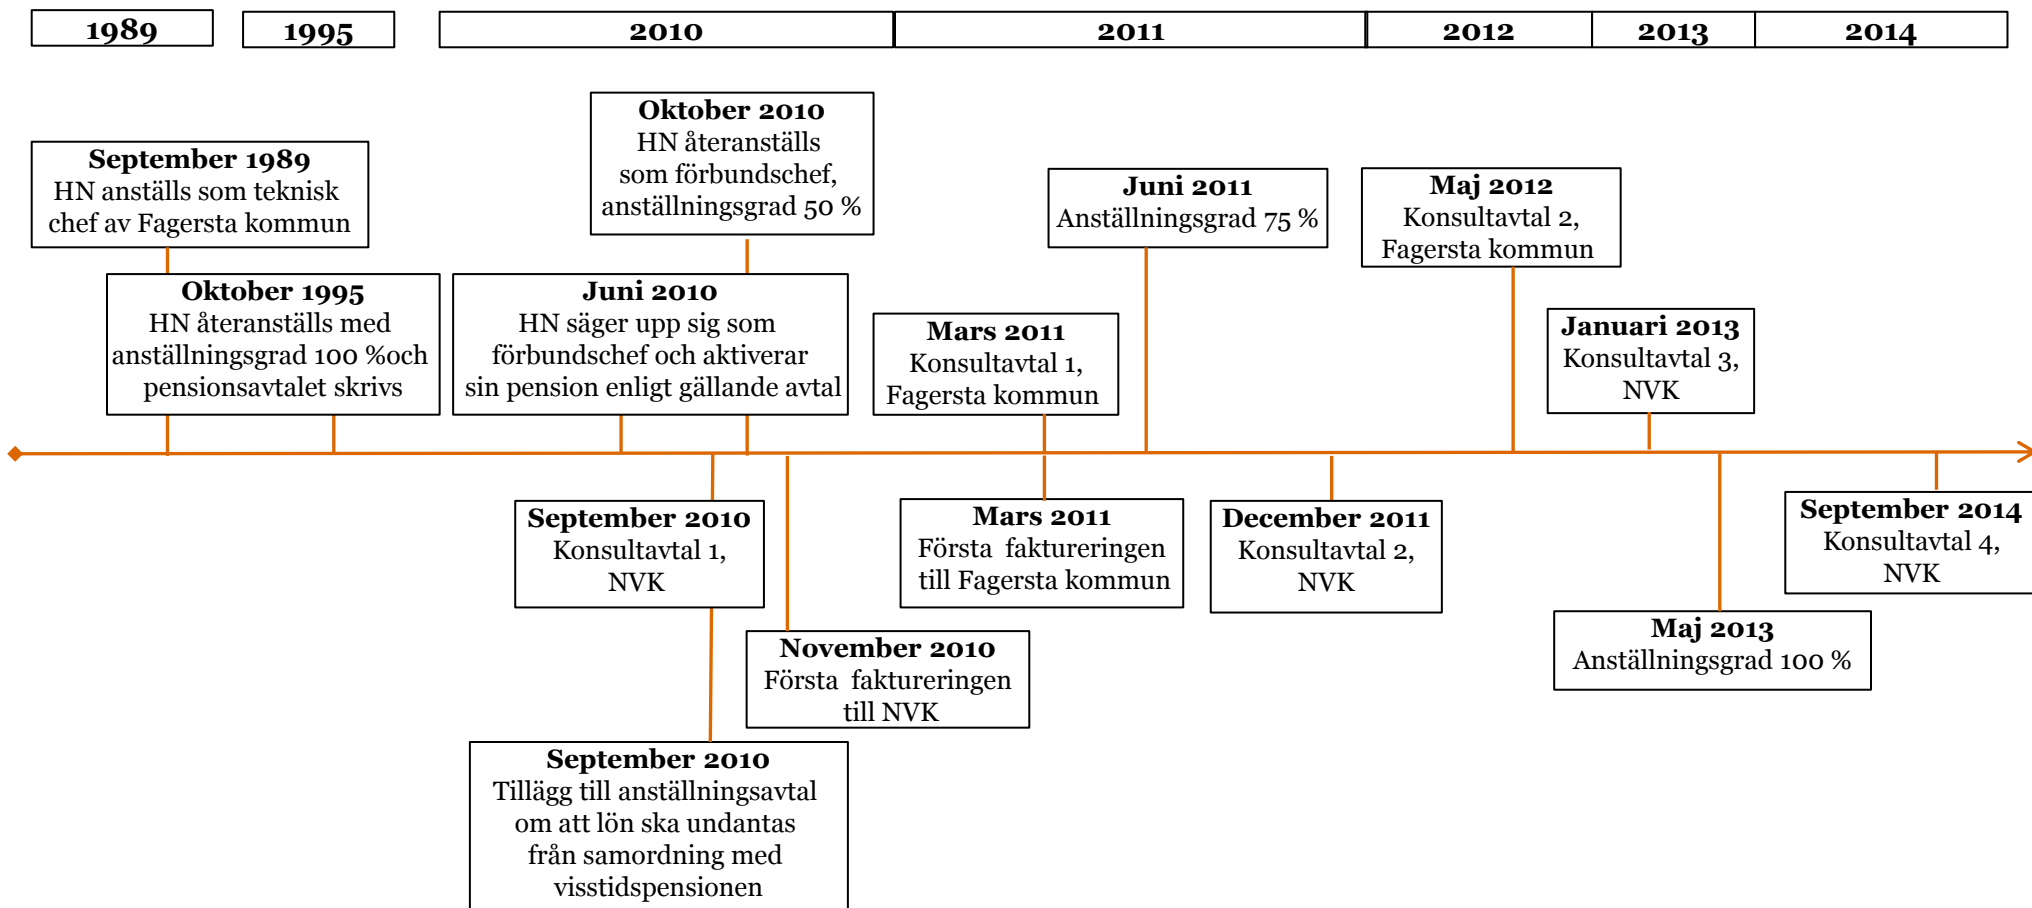 1989
1995
2010
2011
2012
2013
2014
September 1989
HN anställs som teknisk
chef av Fagersta kommun
Oktober 1995
HN återanställs med
anställningsgrad 100 %och
pensionsavtalet skrivs
Oktober 2010
HN återanställs
som förbundschef,
anställningsgrad 50 %
Juni 2010
HN säger upp sig som
förbundschef och aktiverar
sin pension enligt gällande avtal
Mars 2011
Konsultavtal 1,
Fagersta kommun
Juni 2011
Anställningsgrad 75 %
Maj 2012
Konsultavtal 2,
Fagersta kommun
Januari 2013
Konsultavtal 3,
NVK
September 2010
Konsultavtal 1,
NVK
November 2010
Första faktureringen
till NVK
September 2010
Tillägg till anställningsavtal
om att lön ska undantas
från samordning med
visstidspensionen
Mars 2011
Första faktureringen
till Fagersta kommun
December 2011
Konsultavtal 2,
NVK
Maj 2013
Anställningsgrad 100 %
September 2014
Konsultavtal 4,
NVK